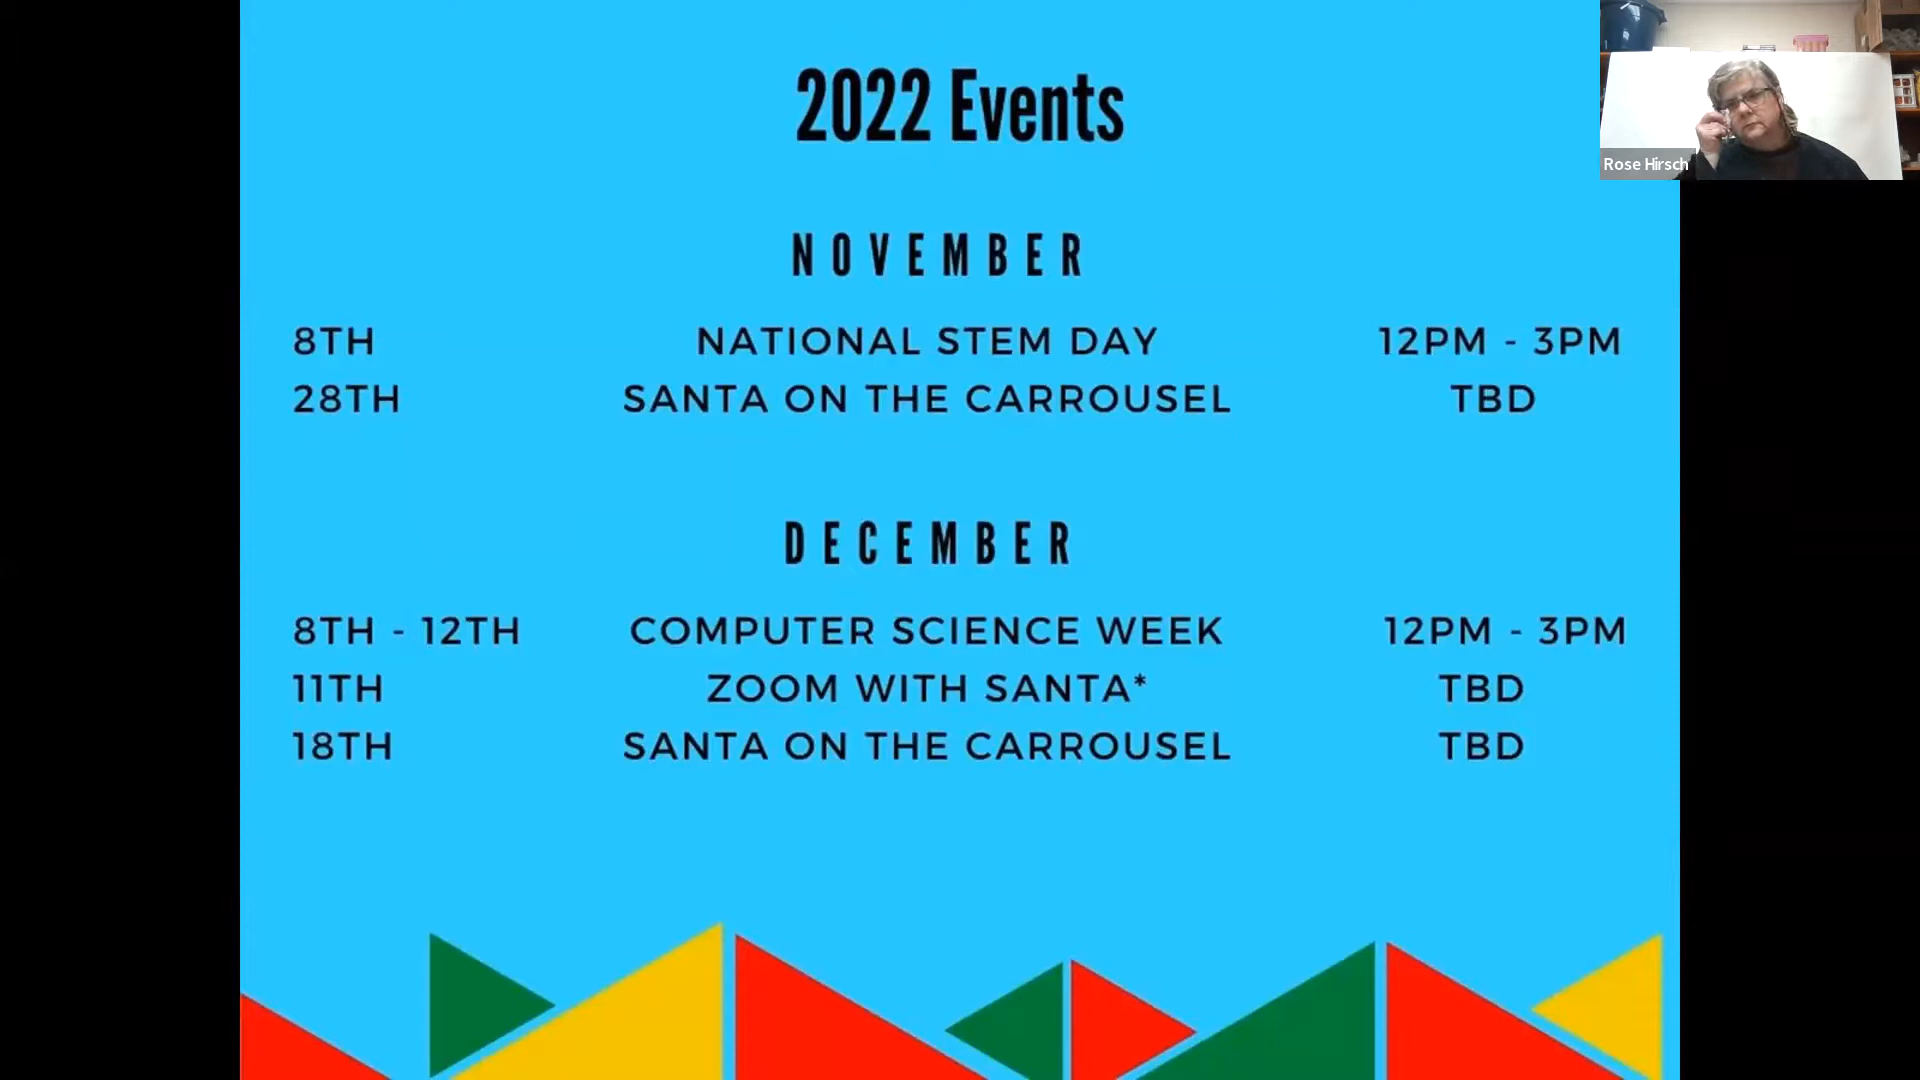 2022 Events
NOVEMBER
8TH NATIONAL STEM DAY 12PM - 3PM
28TH SANTA ON THE CARROUSEL TBD
DECEMBER
8TH - 12TH COMPUTER SCIENCE WEEK 12PM - 3PM
11TH ZOOM WITH SANTA* TBD
18TH SANTA ON THE CARROUSEL TBD
Rose Hirsch